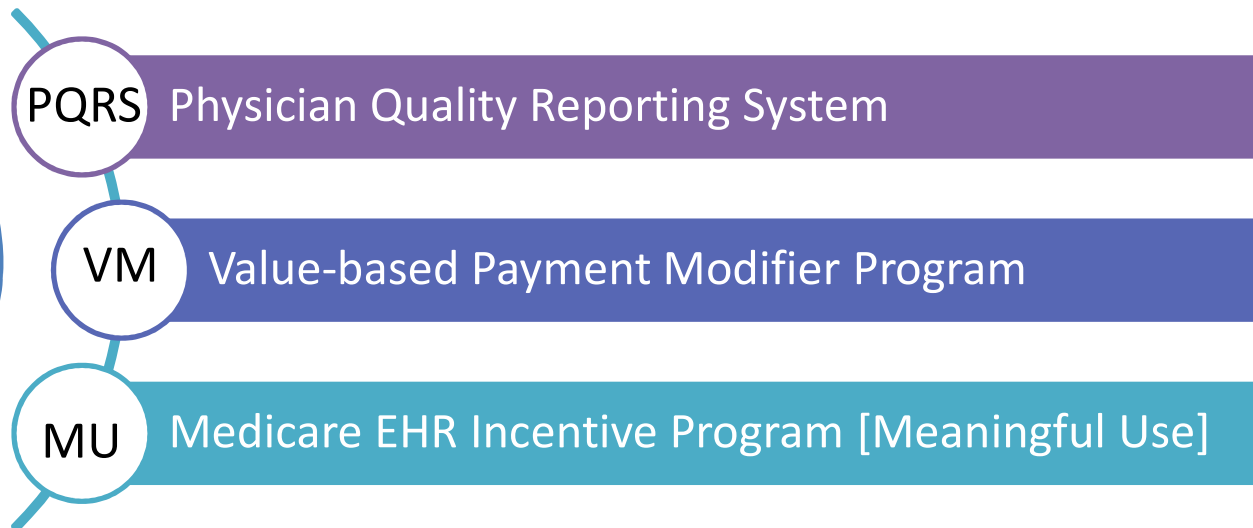 PQRS Physician Quality Reporting System
VM Value-based Payment Modifier Program
MU Medicare EHR Incentive Program [Meaningful Use]